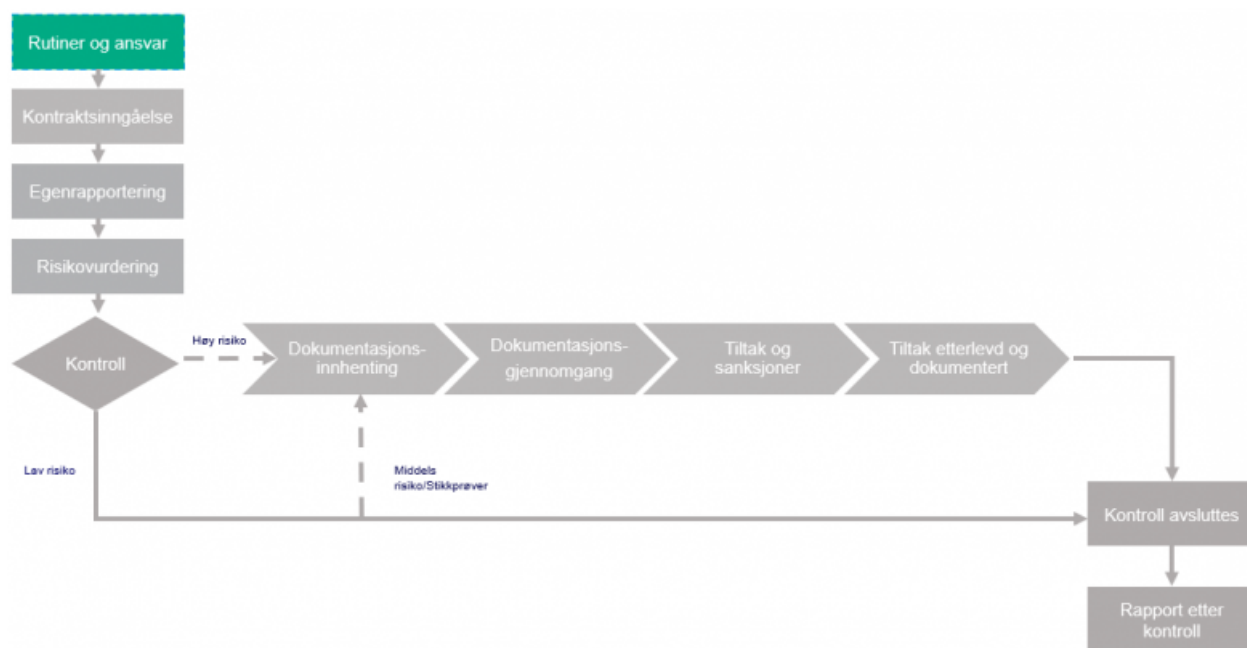 Rutiner og ansvar
Kontraktsinngåelse
Egenrapportering
Risikovurdering
Kontroll
Høy risiko
Dokumentasjons-
innhenting
Dokumentasjons-
gjennomgang
Tiltak og
sanksjoner
Tiltak etterlevd og
dokumentert
Lav risiko
Middels
risiko/Stikkprøver
Kontroll avsluttes
Rapport etter
kontroll